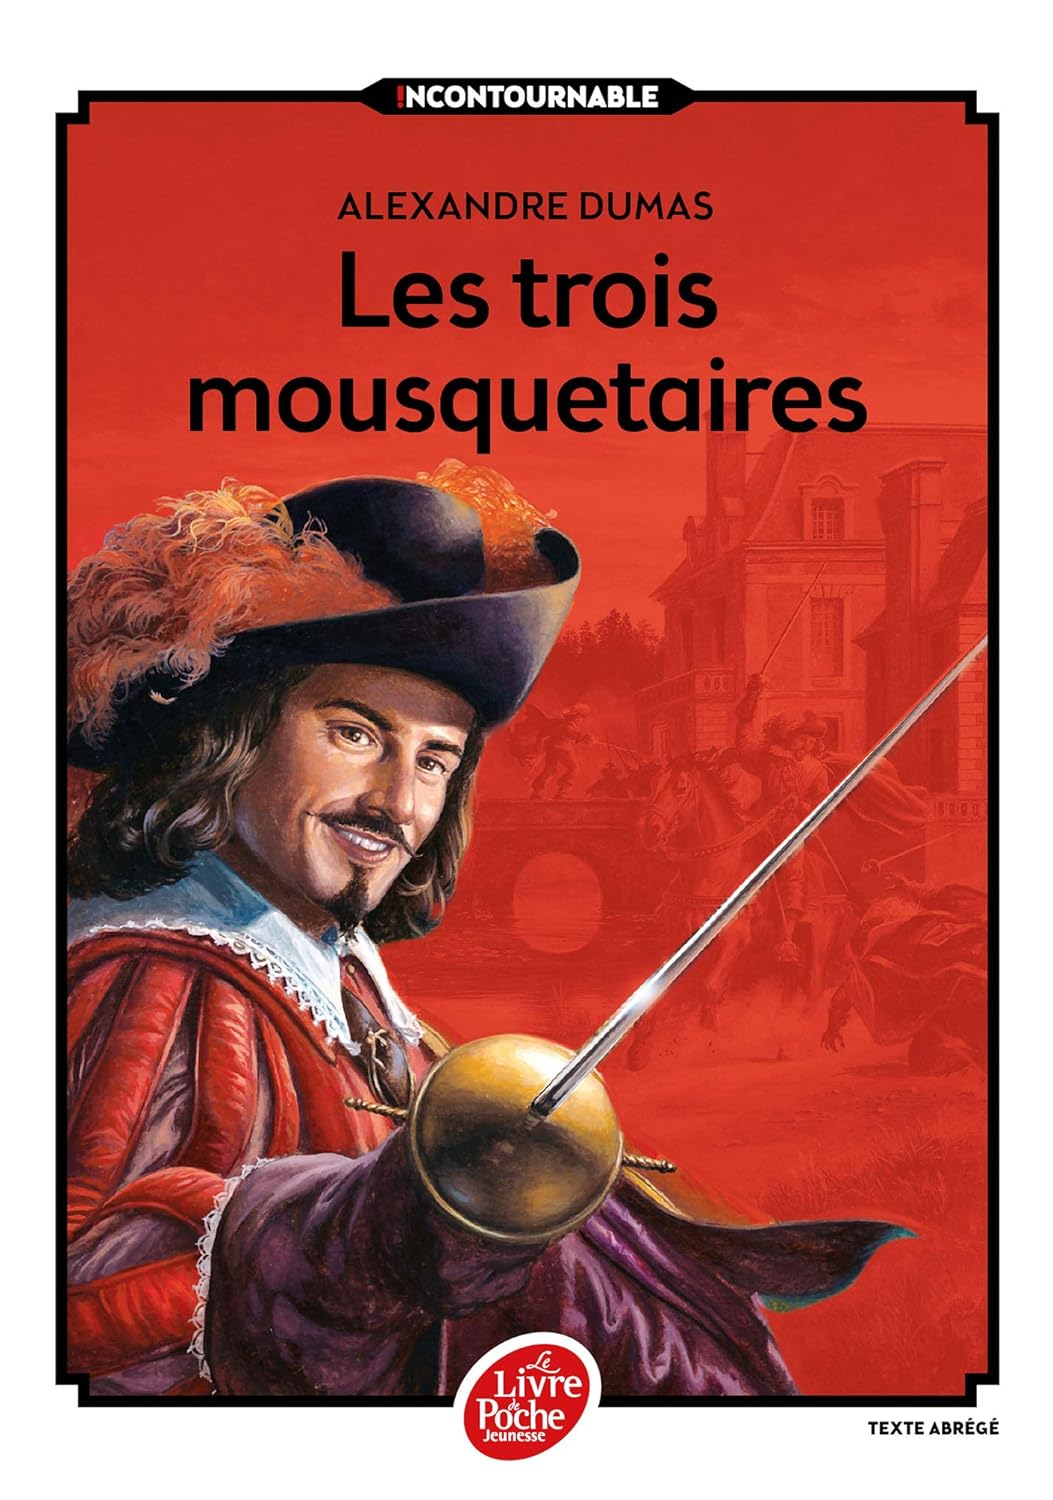 !NCONTOURNABLE
ALEXANDRE DUMAS
Les trois
mousquetaires
Le
Livre
de
Poche
Jeunesse
TEXTE ABRÉGÉ